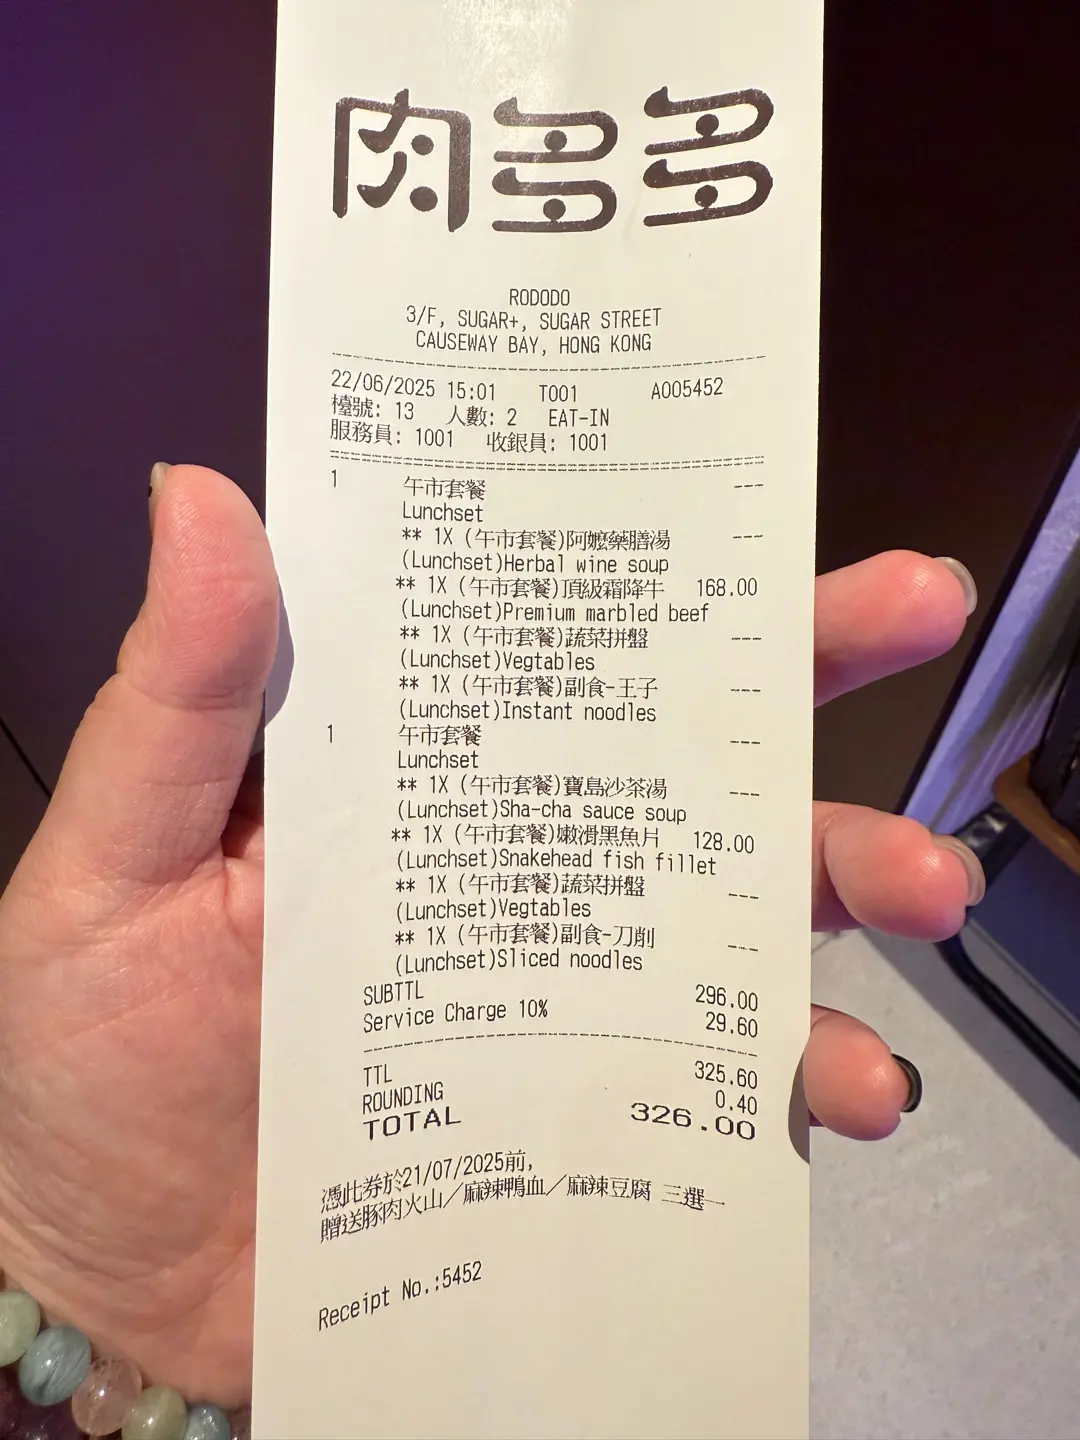 肉多多
RODODO
3/F, SUGAR+, SUGAR STREET
CAUSEWAY BAY, HONG KONG
22/06/2025 15:01 T001 A005452
檯號: 13 人數: 2 EAT-IN
服務員: 1001 收銀員: 1001
1 午市套餐 ---
Lunchset
** 1X (午市套餐)阿嬤藥膳湯 ---
(Lunchset)Herbal wine soup
** 1X (午市套餐)頂級霜降牛 168.00
(Lunchset)Premium marbled beef
** 1X (午市套餐)蔬菜拼盤 ---
(Lunchset)Vegtables
** 1X (午市套餐)副食-王子 ---
(Lunchset)Instant noodles
1 午市套餐 ---
Lunchset
** 1X (午市套餐)寶島沙茶湯 ---
(Lunchset)Sha-cha sauce soup
** 1X (午市套餐)嫩滑黑魚片 128.00
(Lunchset)Snakehead fish fillet
** 1X (午市套餐)蔬菜拼盤 ---
(Lunchset)Vegtables
** 1X (午市套餐)副食-刀削 ---
(Lunchset)Sliced noodles
SUBTTL 296.00
Service Charge 10% 29.60
TTL 325.60
ROUNDING 0.40
TOTAL 326.00
憑此券於21/07/2025前,
贈送豚肉火山／麻辣鴨血／麻辣豆腐 三選一
Receipt No.:5452